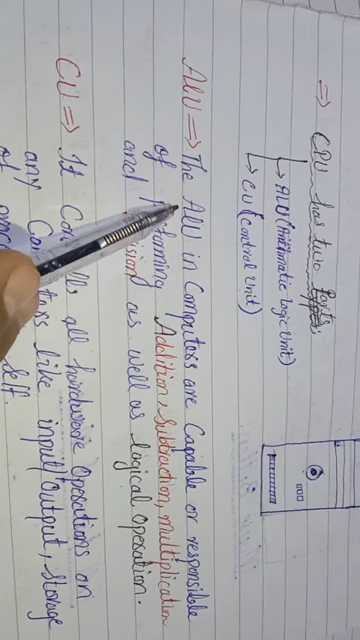 ⇒ CPU has two parts
→ ALU (Arithmatic Logic Unit)
→ CU (Control Unit)
ALU ⇒ The ALU in Computers are Capable or responsible
of Addition, Subtraction, multiplication
and as well as logical operation.
CU ⇒ It all hardware operations on
any like input/output, storage
of